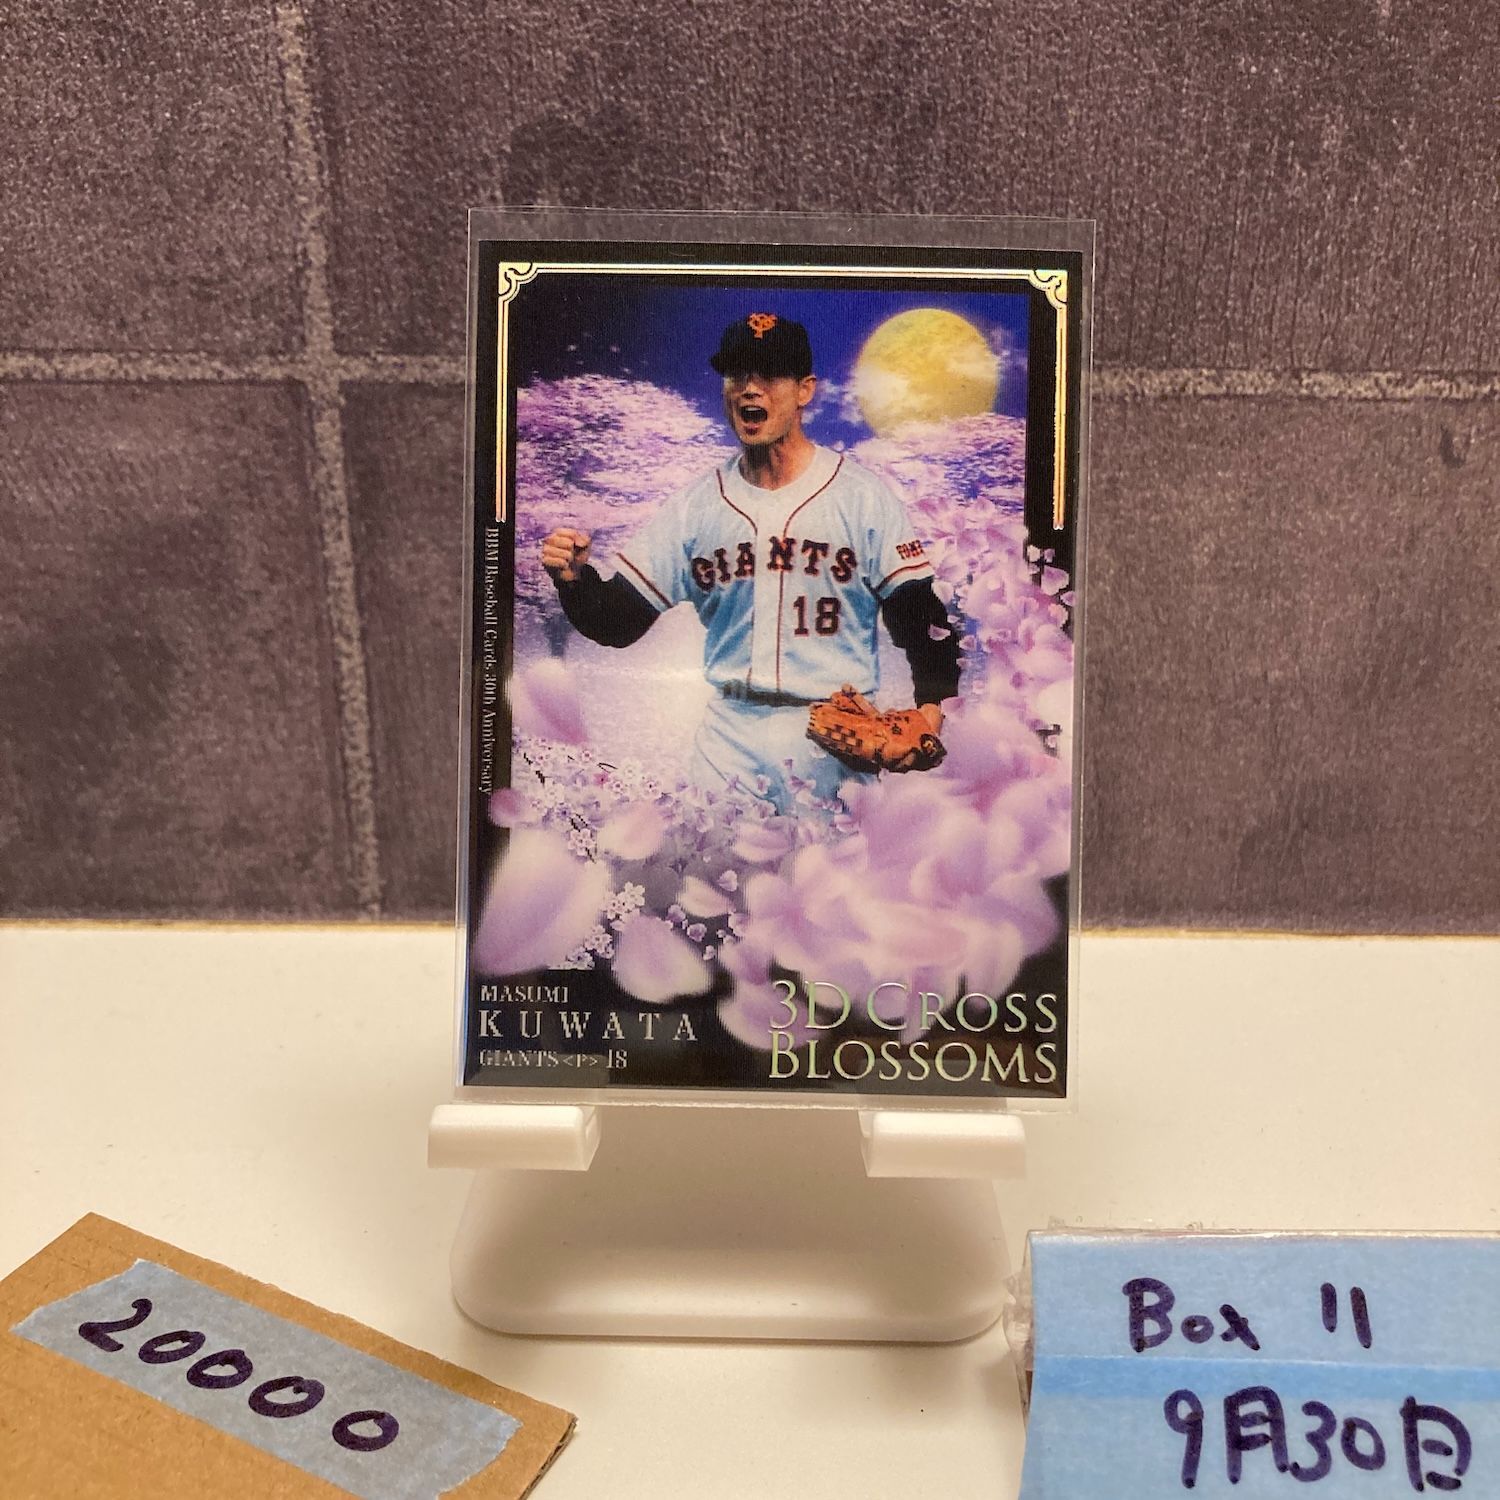 GIANTS
18
BBM Baseball Cards 30th Anniversary
MASUMI
KUWATA
GIANTS <P> 18
3D CROSS
BLOSSOMS
20000
Box 11
9月30日